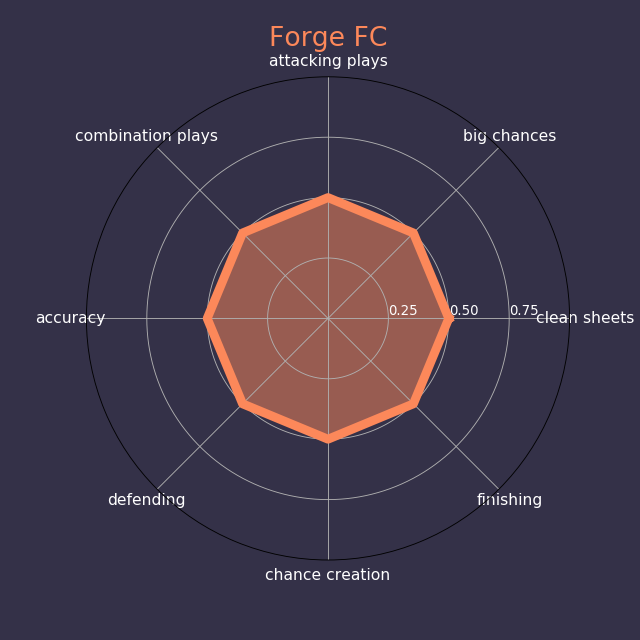 Forge FC
attacking plays
combination plays
big chances
accuracy
0.25
0.50
0.75
clean sheets
defending
finishing
chance creation